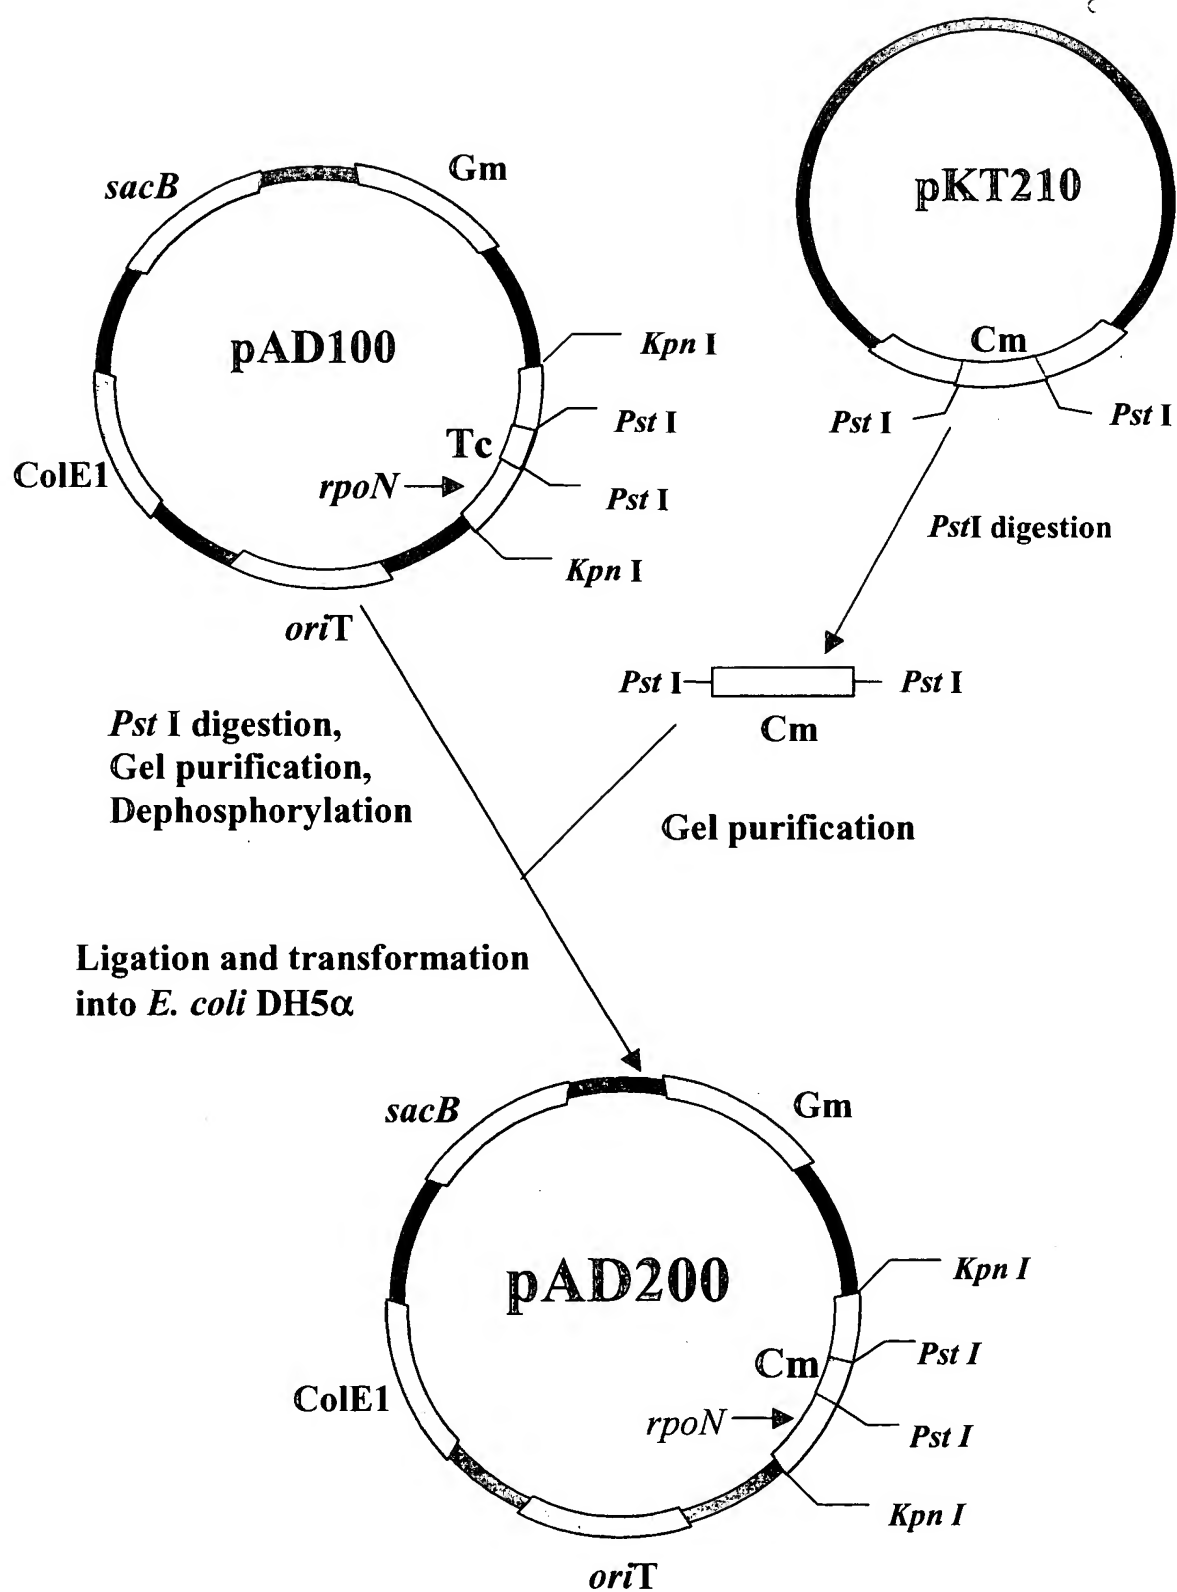 pKT210
Cm
Pst I
Pst I
sacB
Gm
pAD100
Kpn I
Pst I
Tc
ColE1
rpoN
Pst I
Kpn I
oriT
PstI digestion
Pst I
Pst I
Cm
Pst I digestion,
Gel purification,
Dephosphorylation
Gel purification
Ligation and transformation
into E. coli DH5α
sacB
Gm
pAD200
Kpn I
Cm
Pst I
ColE1
rpoN
Pst I
Kpn I
oriT